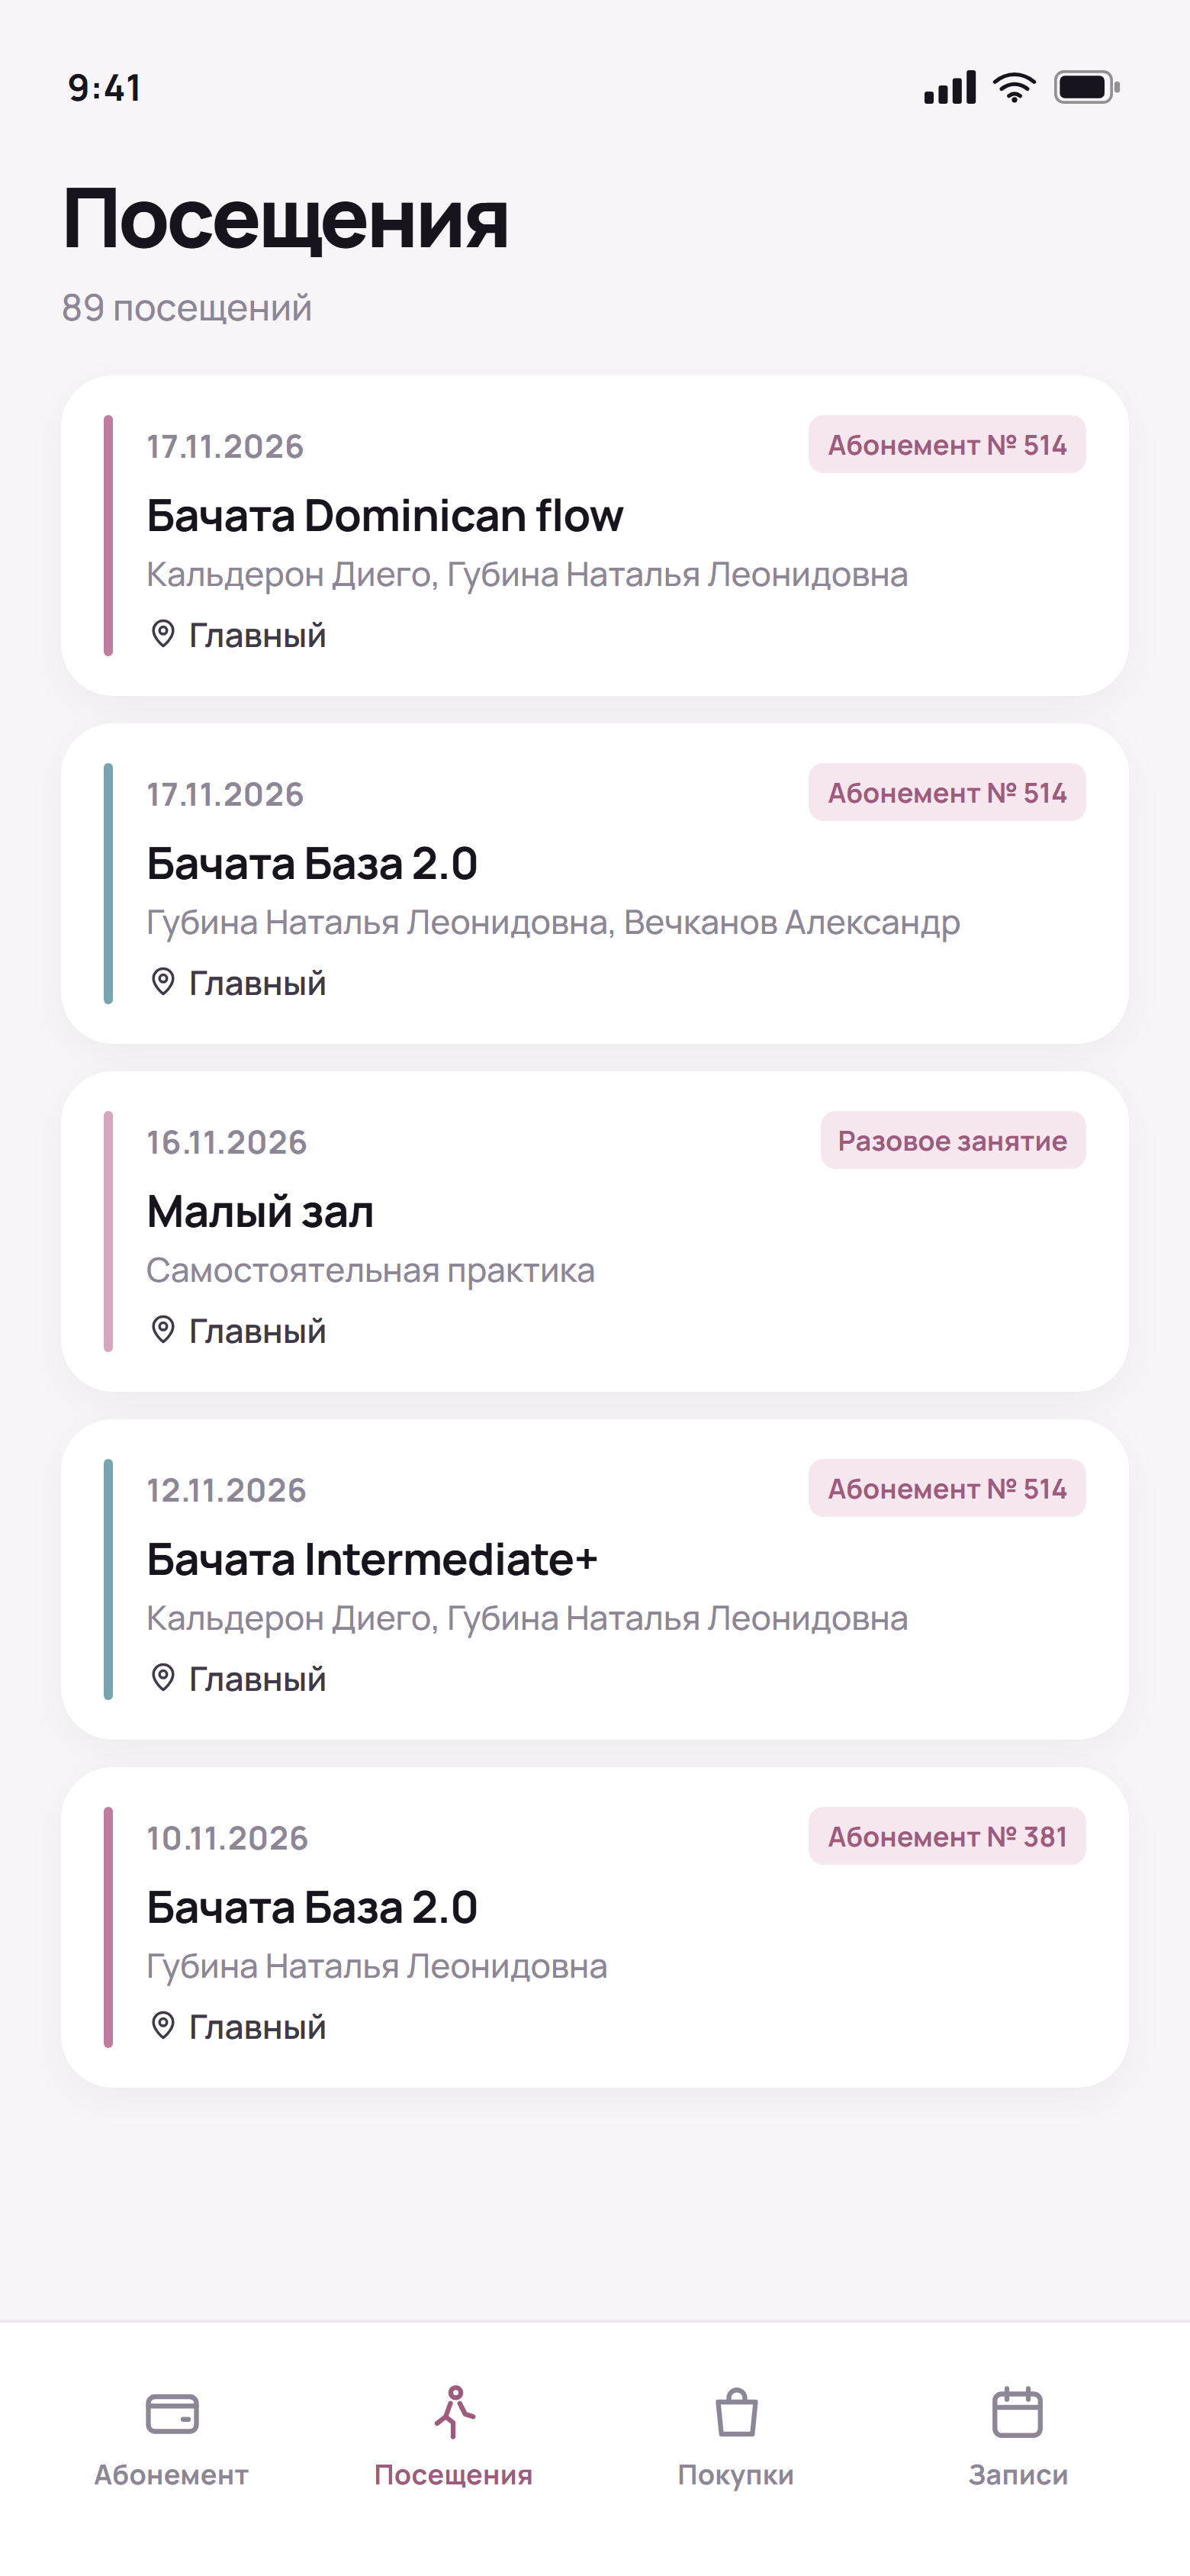 9:41
Посещения
89 посещений
17.11.2026
Абонемент № 514
Бачата Dominican flow
Кальдерон Диего, Губина Наталья Леонидовна
Главный
17.11.2026
Абонемент № 514
Бачата База 2.0
Губина Наталья Леонидовна, Вечканов Александр
Главный
16.11.2026
Разовое занятие
Малый зал
Самостоятельная практика
Главный
12.11.2026
Абонемент № 514
Бачата Intermediate+
Кальдерон Диего, Губина Наталья Леонидовна
Главный
10.11.2026
Абонемент № 381
Бачата База 2.0
Губина Наталья Леонидовна
Главный
Абонемент
Посещения
Покупки
Записи